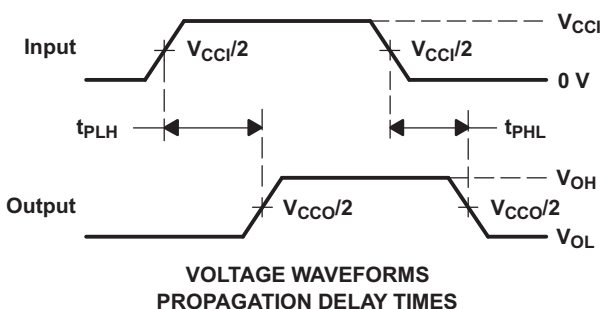 V_CCI
Input
V_CCI/2
V_CCI/2
0 V
t_PLH
t_PHL
V_OH
Output
V_CCO/2
V_CCO/2
V_OL
VOLTAGE WAVEFORMS
PROPAGATION DELAY TIMES